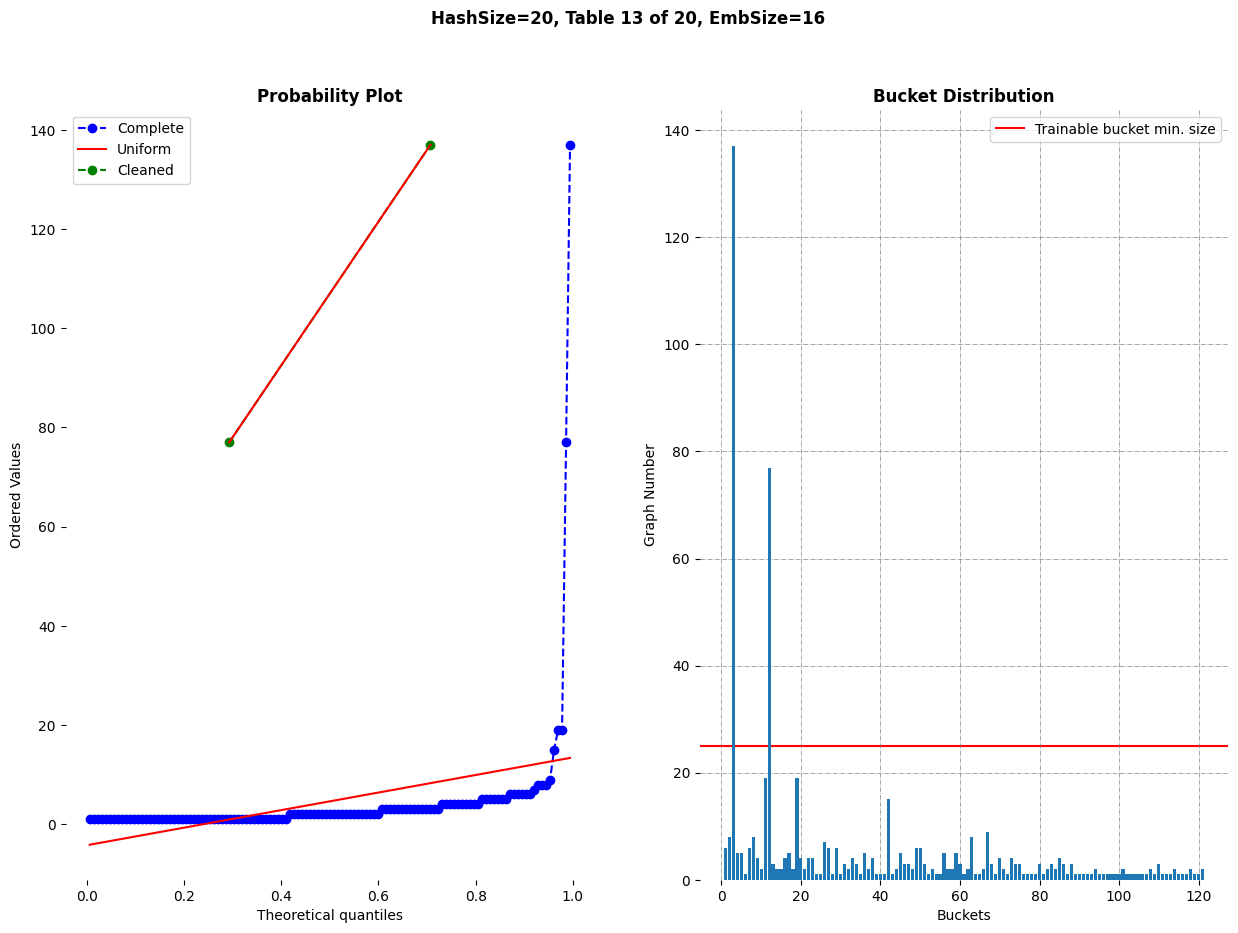 HashSize=20, Table 13 of 20, EmbSize=16
Probability Plot
Complete
Uniform
Cleaned
Ordered Values
140
120
100
80
60
40
20
0
0.0 0.2 0.4 0.6 0.8 1.0
Theoretical quantiles
Bucket Distribution
Trainable bucket min. size
Graph Number
140
120
100
80
60
40
20
0
0 20 40 60 80 100 120
Buckets